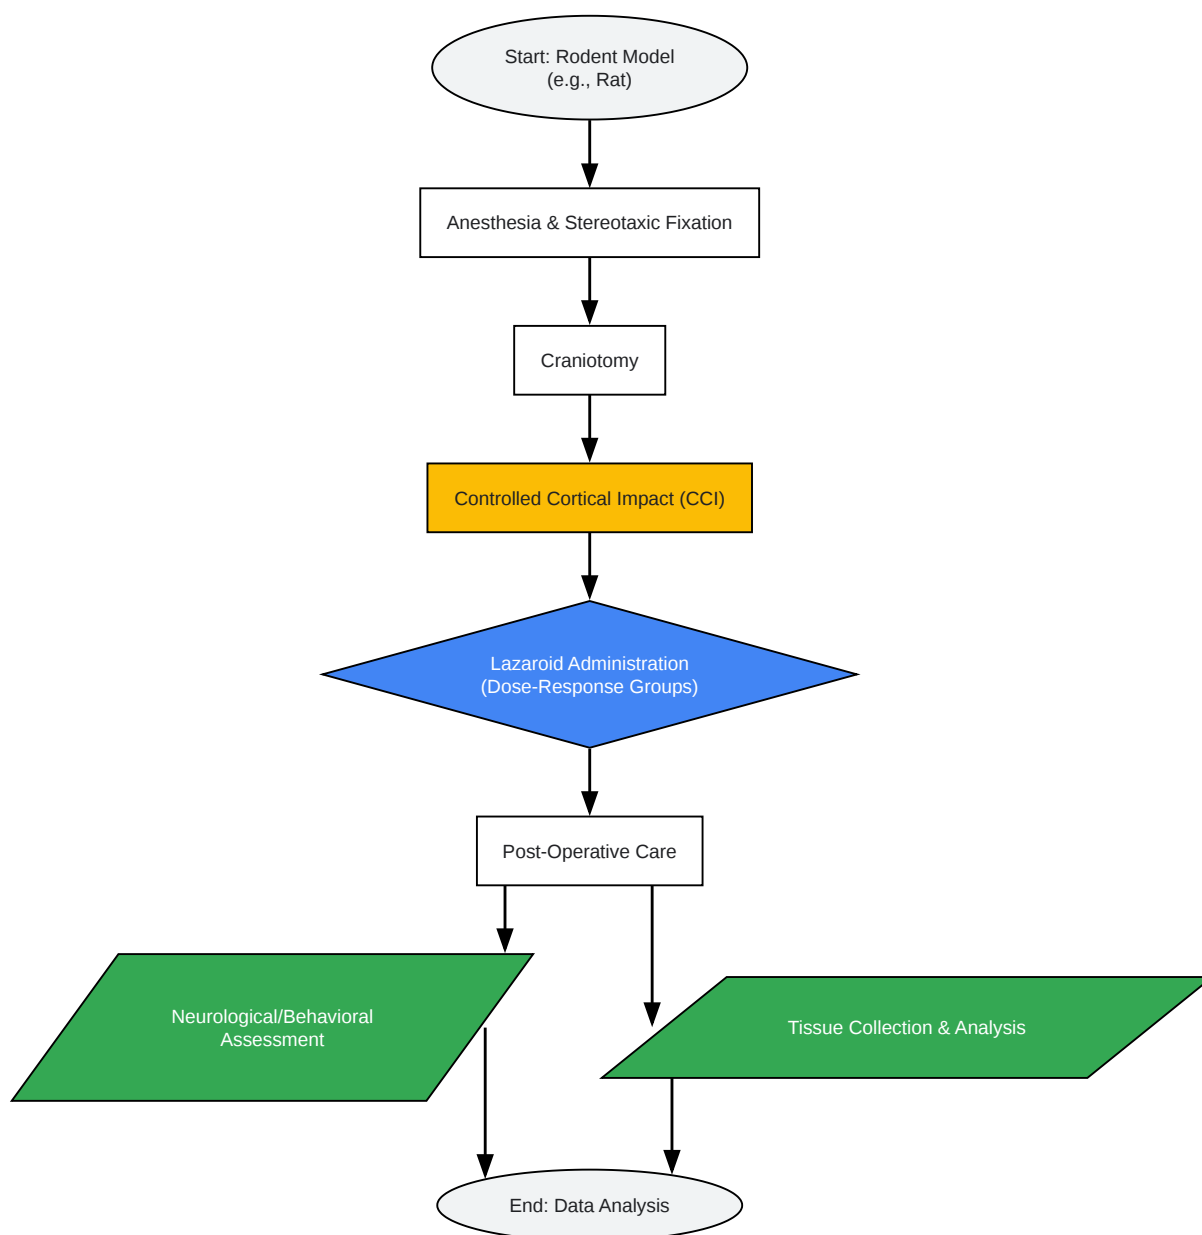 Start: Rodent Model
(e.g., Rat)
Anesthesia & Stereotaxic Fixation
Craniotomy
Controlled Cortical Impact (CCI)
Lazaroid Administration
(Dose-Response Groups)
Post-Operative Care
Neurological/Behavioral
Assessment
Tissue Collection & Analysis
End: Data Analysis